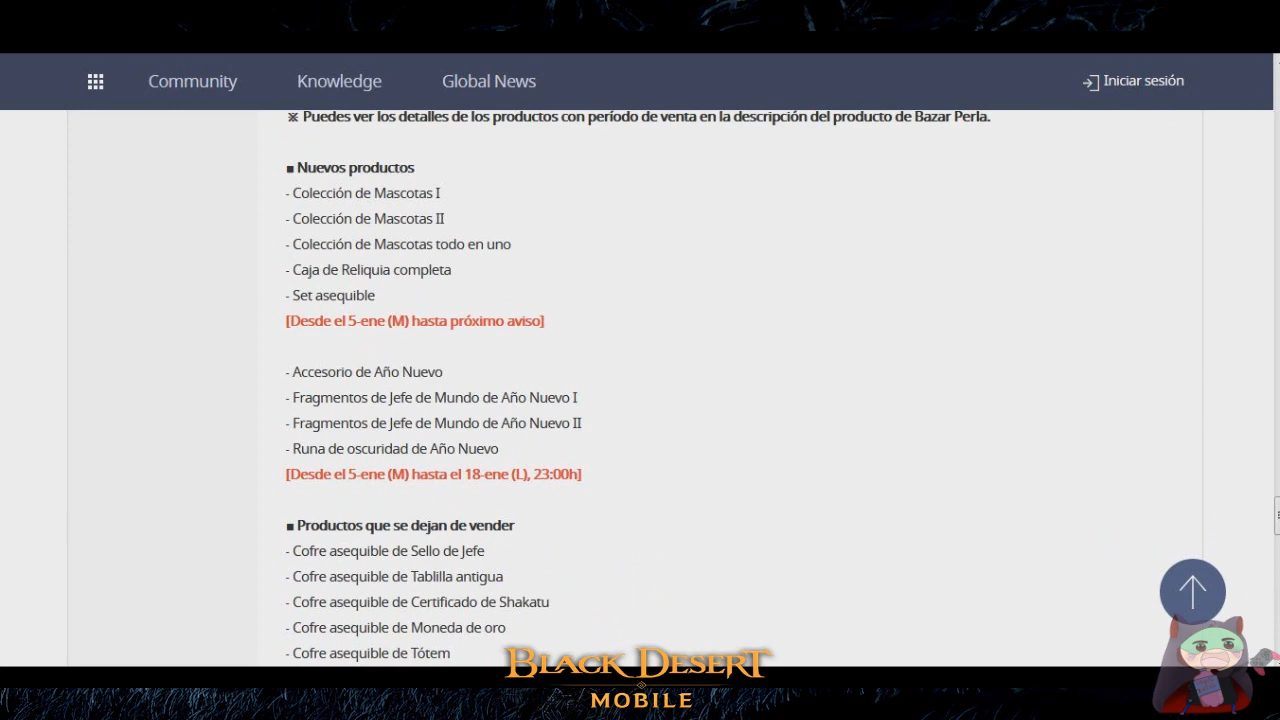 Community Knowledge Global News Iniciar sesión
※ Puedes ver los detalles de los productos con período de venta en la descripción del producto de Bazar Perla.
■ Nuevos productos
- Colección de Mascotas I
- Colección de Mascotas II
- Colección de Mascotas todo en uno
- Caja de Reliquia completa
- Set asequible
[Desde el 5-ene (M) hasta próximo aviso]
- Accesorio de Año Nuevo
- Fragmentos de Jefe de Mundo de Año Nuevo I
- Fragmentos de Jefe de Mundo de Año Nuevo II
- Runa de oscuridad de Año Nuevo
[Desde el 5-ene (M) hasta el 18-ene (L), 23:00h]
■ Productos que se dejan de vender
- Cofre asequible de Sello de Jefe
- Cofre asequible de Tablilla antigua
- Cofre asequible de Certificado de Shakatu
- Cofre asequible de Moneda de oro
- Cofre asequible de Tótem
BLACK DESERT
MOBILE